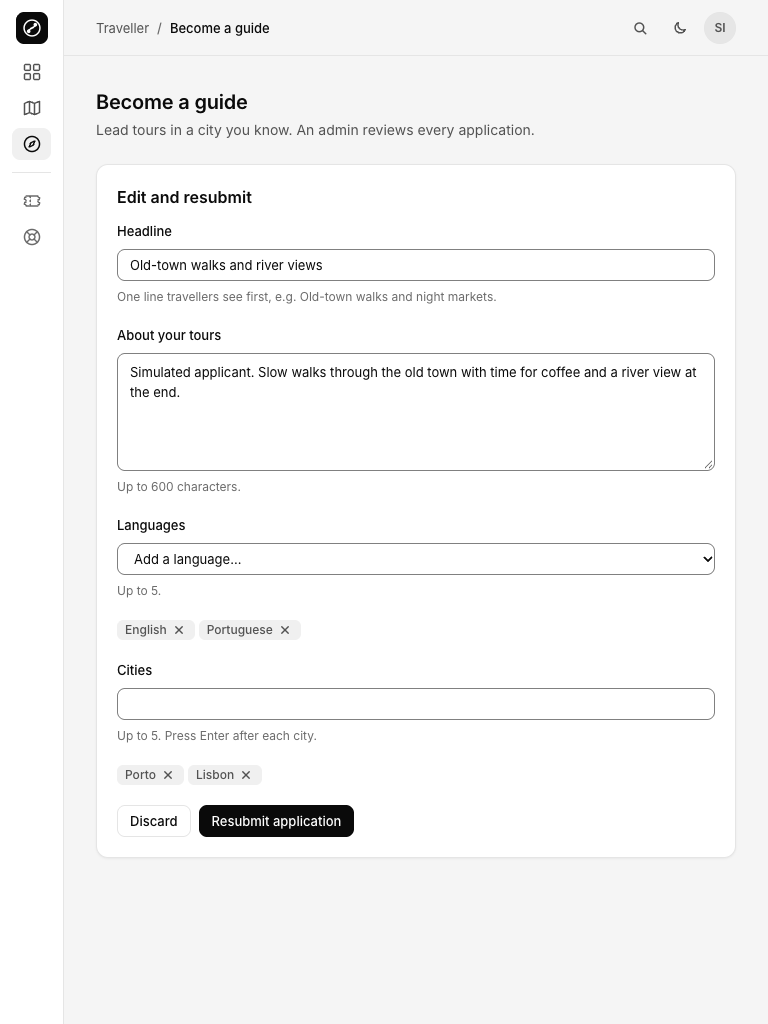 Traveller / Become a guide
SI
Become a guide
Lead tours in a city you know. An admin reviews every application.
Edit and resubmit
Headline
Old-town walks and river views
One line travellers see first, e.g. Old-town walks and night markets.
About your tours
Simulated applicant. Slow walks through the old town with time for coffee and a river view at
the end.
Up to 600 characters.
Languages
Add a language...
Up to 5.
English ✕ Portuguese ✕
Cities
Up to 5. Press Enter after each city.
Porto ✕ Lisbon ✕
Discard Resubmit application